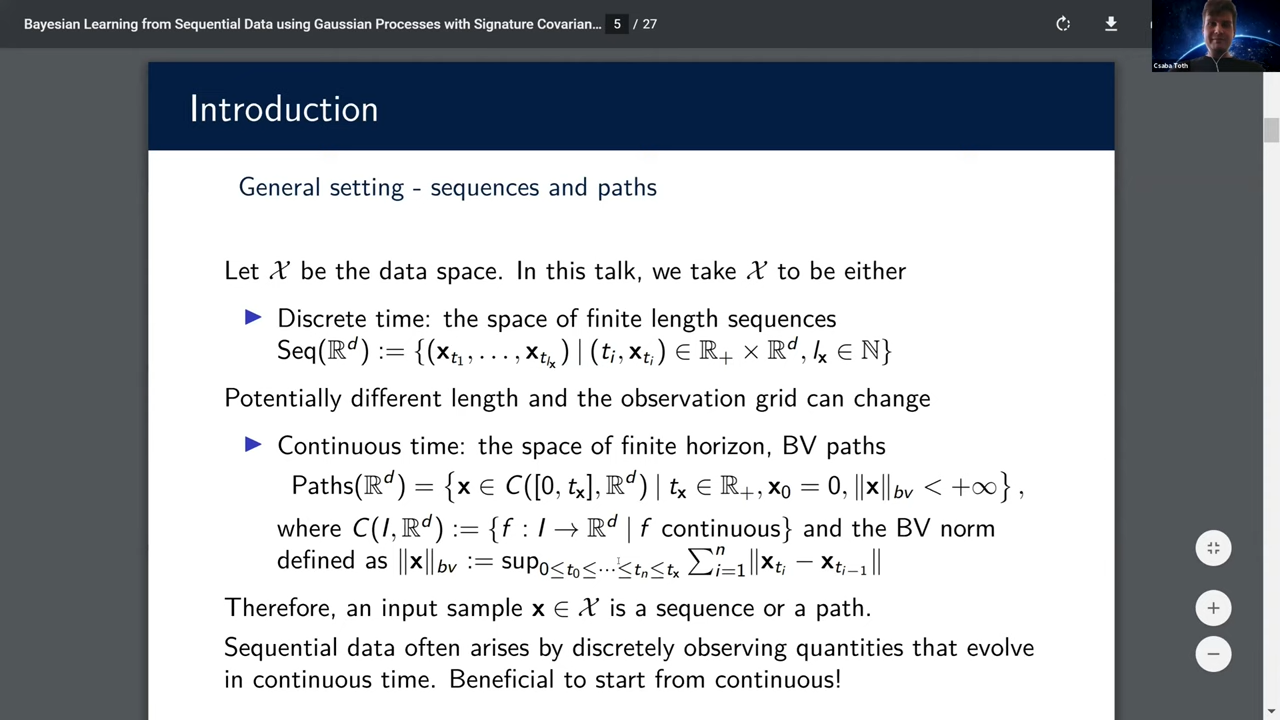 Bayesian Learning from Sequential Data using Gaussian Processes with Signature Covarian... 5 / 27
Csaba Toth
Introduction
General setting - sequences and paths
Let 𝒳 be the data space. In this talk, we take 𝒳 to be either
▶ Discrete time: the space of finite length sequences
Seq(ℝ^d) := {(x_{t_1}, ..., x_{t_{l_x}}) | (t_i, x_{t_i}) ∈ ℝ_+ × ℝ^d, l_x ∈ ℕ}
Potentially different length and the observation grid can change
▶ Continuous time: the space of finite horizon, BV paths
Paths(ℝ^d) = {x ∈ C([0, t_x], ℝ^d) | t_x ∈ ℝ_+, x_0 = 0, ‖x‖_{bv} < +∞},
where C(I, ℝ^d) := {f : I → ℝ^d | f continuous} and the BV norm
defined as ‖x‖_{bv} := sup_{0≤t_0≤···≤t_n≤t_x} ∑_{i=1}^n ‖x_{t_i} − x_{t_{i−1}}‖
Therefore, an input sample x ∈ 𝒳 is a sequence or a path.
Sequential data often arises by discretely observing quantities that evolve
in continuous time. Beneficial to start from continuous!